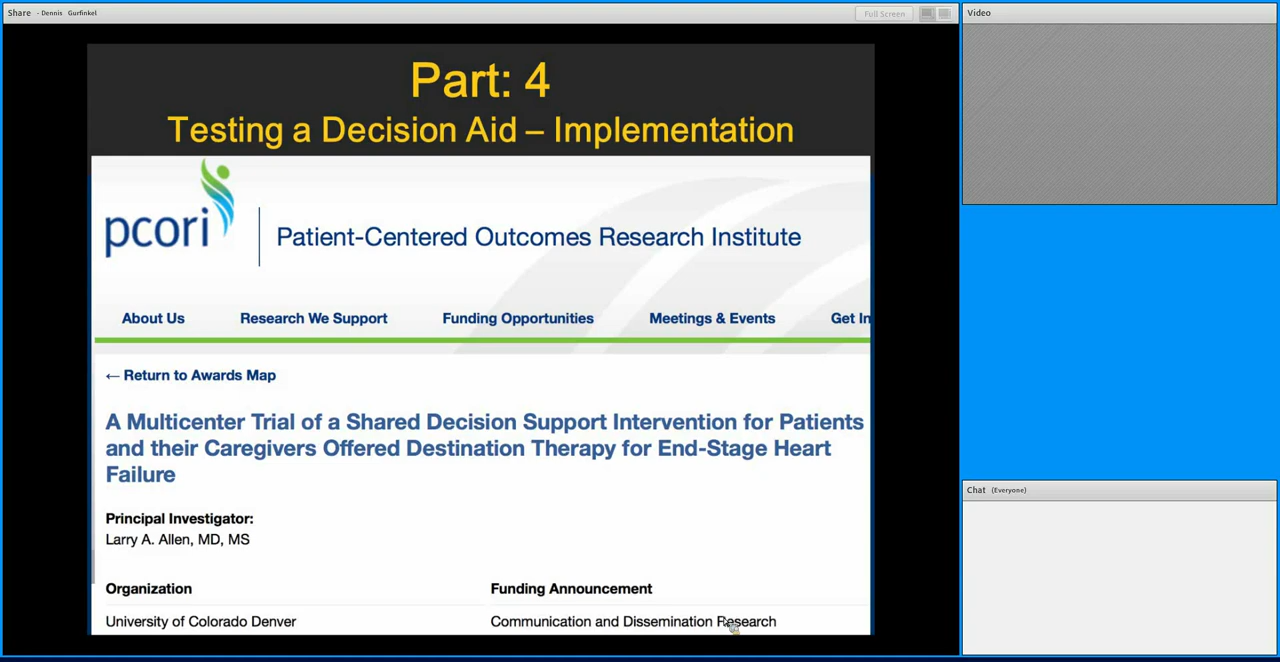 Share - Dennis Gurfinkel
Full Screen
Video
Part: 4
Testing a Decision Aid – Implementation
pcori
Patient-Centered Outcomes Research Institute
About Us Research We Support Funding Opportunities Meetings & Events Get In
← Return to Awards Map
A Multicenter Trial of a Shared Decision Support Intervention for Patients
and their Caregivers Offered Destination Therapy for End-Stage Heart
Failure
Principal Investigator:
Larry A. Allen, MD, MS
Organization
Funding Announcement
University of Colorado Denver
Communication and Dissemination Research
Chat (Everyone)